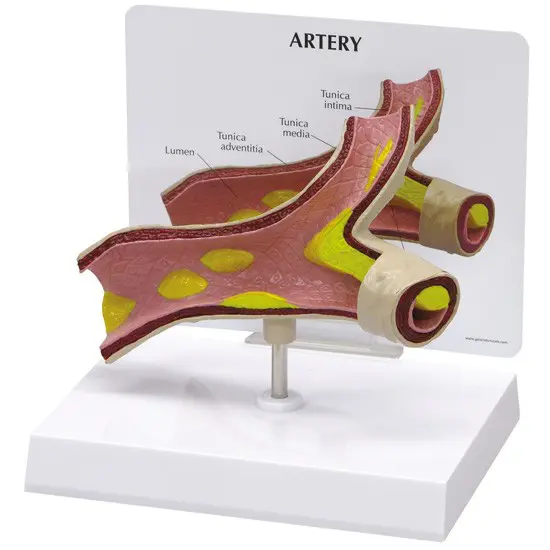 ARTERY
Tunica
intima
Tunica
media
Tunica
adventitia
Lumen